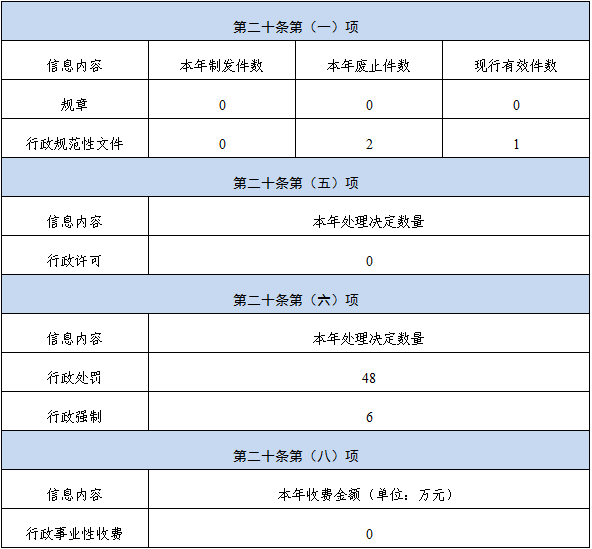 第二十条第（一）项
信息内容 本年制发件数 本年废止件数 现行有效件数
规章 0 0 0
行政规范性文件 0 2 1
第二十条第（五）项
信息内容 本年处理决定数量
行政许可 0
第二十条第（六）项
信息内容 本年处理决定数量
行政处罚 48
行政强制 6
第二十条第（八）项
信息内容 本年收费金额（单位：万元）
行政事业性收费 0